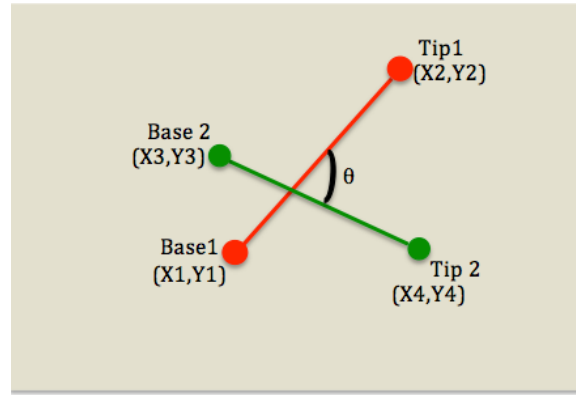 Tip1
(X2,Y2)
Base 2
(X3,Y3)
θ
Base1
(X1,Y1)
Tip 2
(X4,Y4)